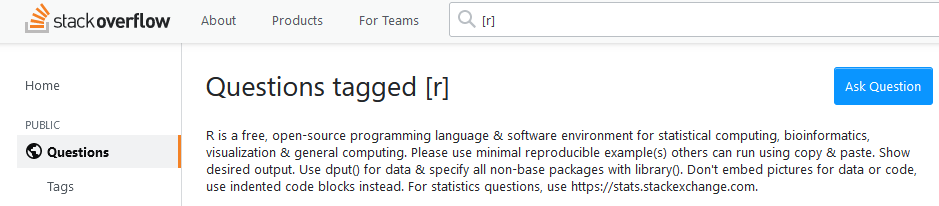 stackoverflow About Products For Teams [r]
Home
Questions tagged [r]
Ask Question
PUBLIC
Questions
Tags
R is a free, open-source programming language & software environment for statistical computing, bioinformatics,
visualization & general computing. Please use minimal reproducible example(s) others can run using copy & paste. Show
desired output. Use dput() for data & specify all non-base packages with library(). Don't embed pictures for data or code,
use indented code blocks instead. For statistics questions, use https://stats.stackexchange.com.